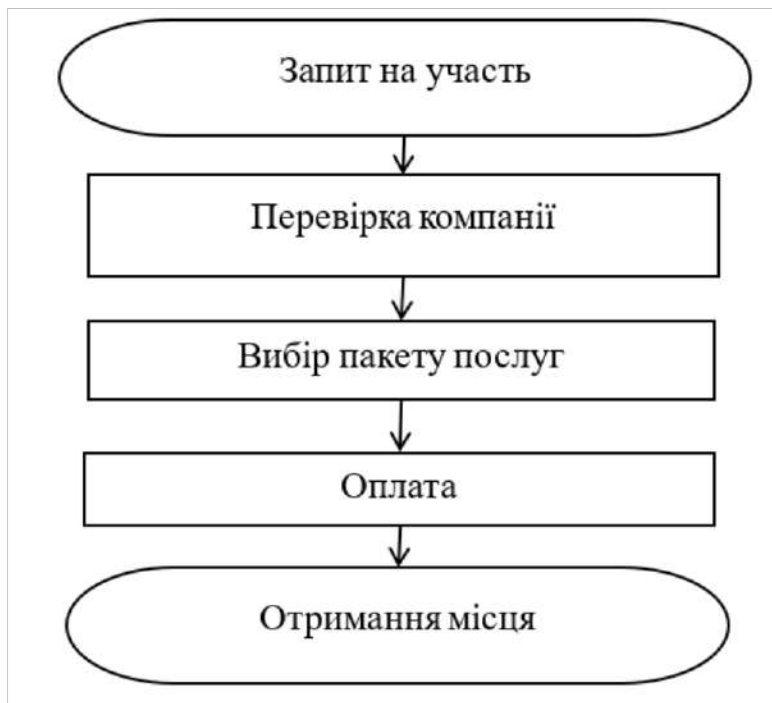 Запит на участь
Перевірка компанії
Вибір пакету послуг
Оплата
Отримання місця